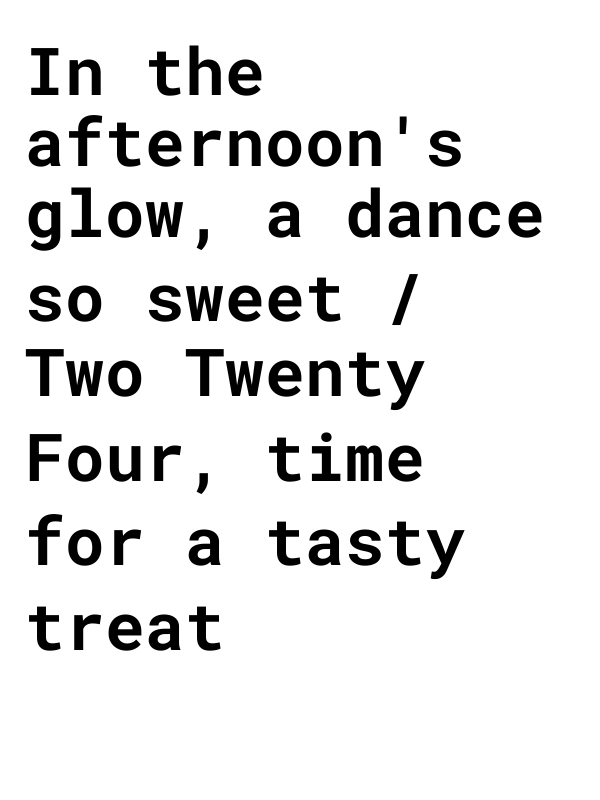 In the
afternoon's
glow, a dance
so sweet /
Two Twenty
Four, time
for a tasty
treat